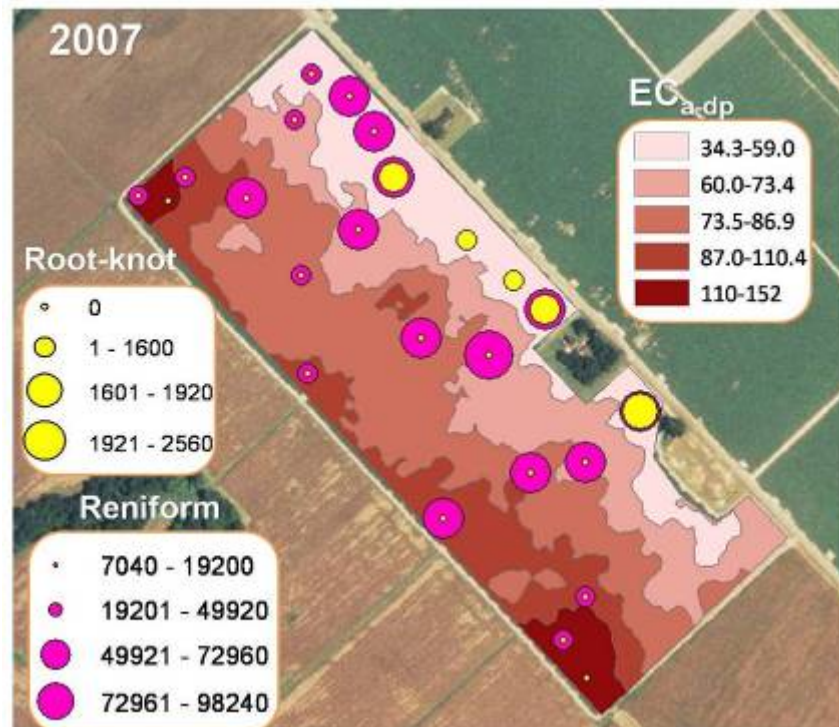 2007
ECa-dp
34.3-59.0
60.0-73.4
73.5-86.9
87.0-110.4
110-152
Root-knot
0
1 - 1600
1601 - 1920
1921 - 2560
Reniform
7040 - 19200
19201 - 49920
49921 - 72960
72961 - 98240